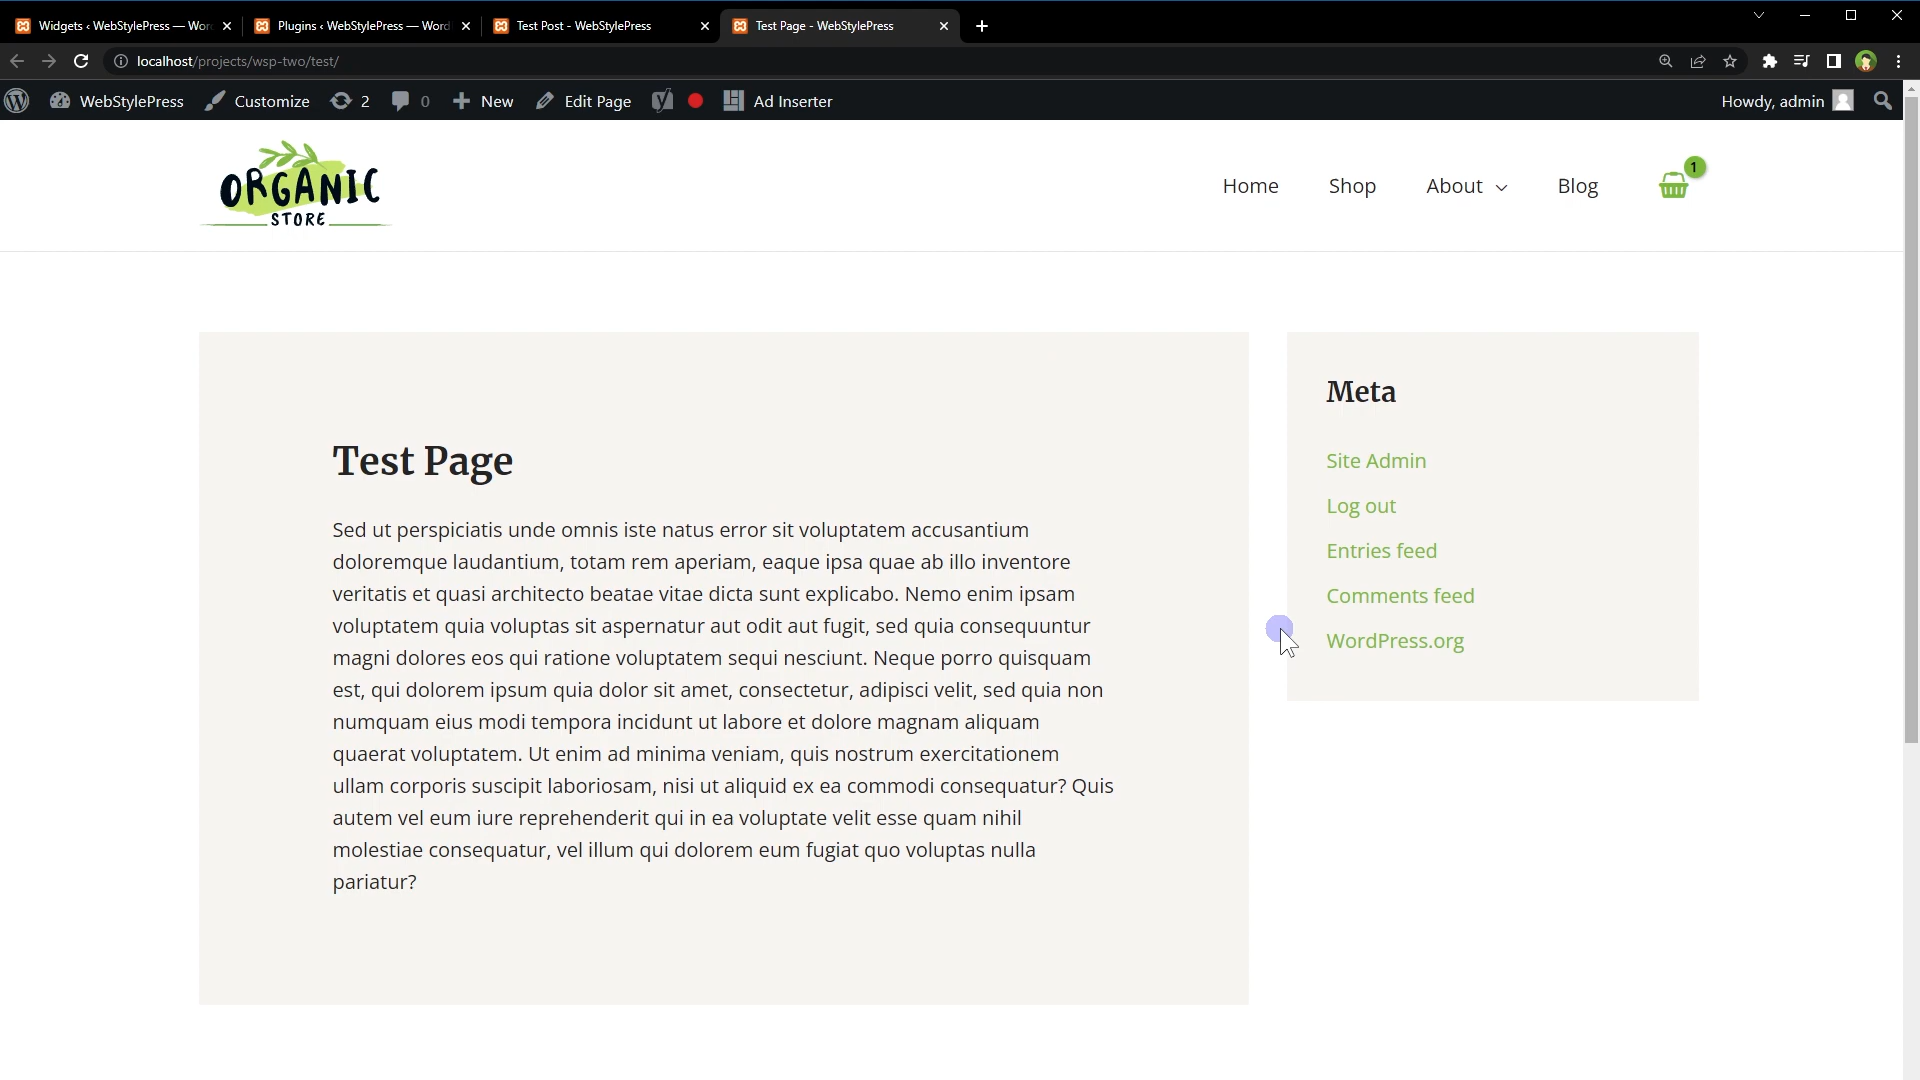 Widgets ‹ WebStylePress — Wor
Plugins ‹ WebStylePress — Word
Test Post - WebStylePress
Test Page - WebStylePress
localhost/projects/wsp-two/test/
WebStylePress
Customize
2
0
New
Edit Page
Ad Inserter
Howdy, admin
ORGANIC
STORE
Home
Shop
About
Blog
1
Test Page
Sed ut perspiciatis unde omnis iste natus error sit voluptatem accusantium
doloremque laudantium, totam rem aperiam, eaque ipsa quae ab illo inventore
veritatis et quasi architecto beatae vitae dicta sunt explicabo. Nemo enim ipsam
voluptatem quia voluptas sit aspernatur aut odit aut fugit, sed quia consequuntur
magni dolores eos qui ratione voluptatem sequi nesciunt. Neque porro quisquam
est, qui dolorem ipsum quia dolor sit amet, consectetur, adipisci velit, sed quia non
numquam eius modi tempora incidunt ut labore et dolore magnam aliquam
quaerat voluptatem. Ut enim ad minima veniam, quis nostrum exercitationem
ullam corporis suscipit laboriosam, nisi ut aliquid ex ea commodi consequatur? Quis
autem vel eum iure reprehenderit qui in ea voluptate velit esse quam nihil
molestiae consequatur, vel illum qui dolorem eum fugiat quo voluptas nulla
pariatur?
Meta
Site Admin
Log out
Entries feed
Comments feed
WordPress.org